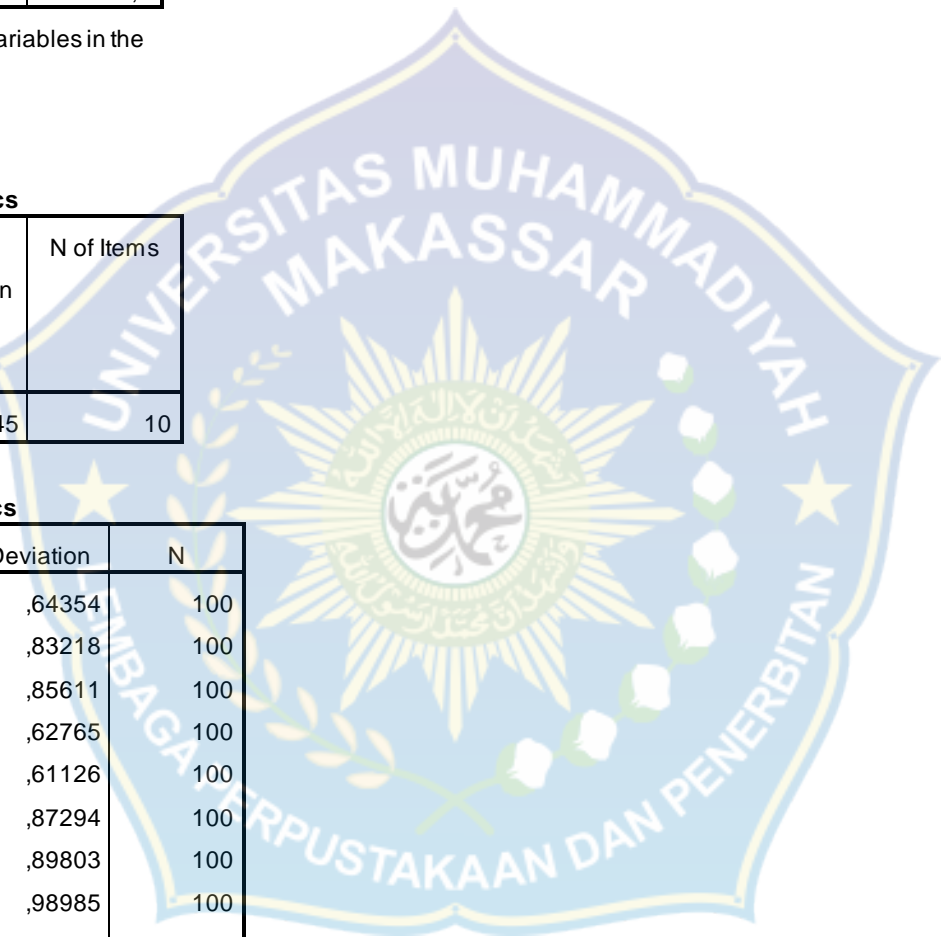 ariables in the
cs
N of Items
n
45 10
cs
Deviation N
,64354 100
,83218 100
,85611 100
,62765 100
,61126 100
,87294 100
,89803 100
,98985 100
UNIVERSITAS MUHAMMADIYAH
MAKASSAR
LEMBAGA PERPUSTAKAAN DAN PENERBITAN